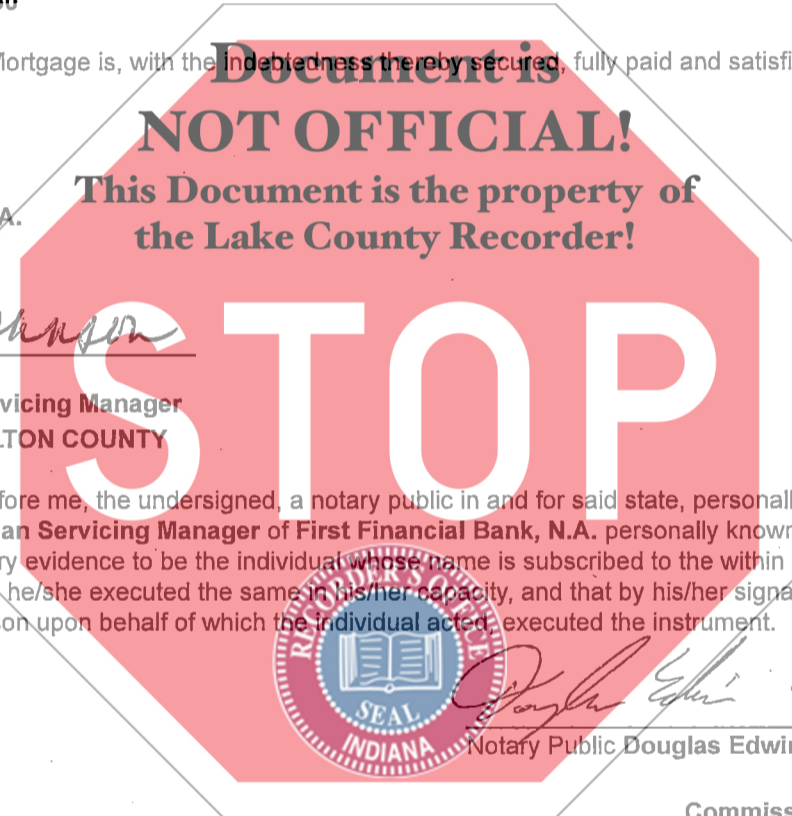 Mortgage is, with the indebtedness thereby secured, fully paid and satisfi
Document is
NOT OFFICIAL!
This Document is the property of
the Lake County Recorder!
A.
STOP
vicing Manager
LTON COUNTY
fore me, the undersigned, a notary public in and for said state, personall
an Servicing Manager of First Financial Bank, N.A. personally known
ry evidence to be the individual whose name is subscribed to the within
he/she executed the same in his/her capacity, and that by his/her signa
son upon behalf of which the individual acted, executed the instrument.
RECORDER'S OFFICE
SEAL
INDIANA
Notary Public Douglas Edwi
Commiss